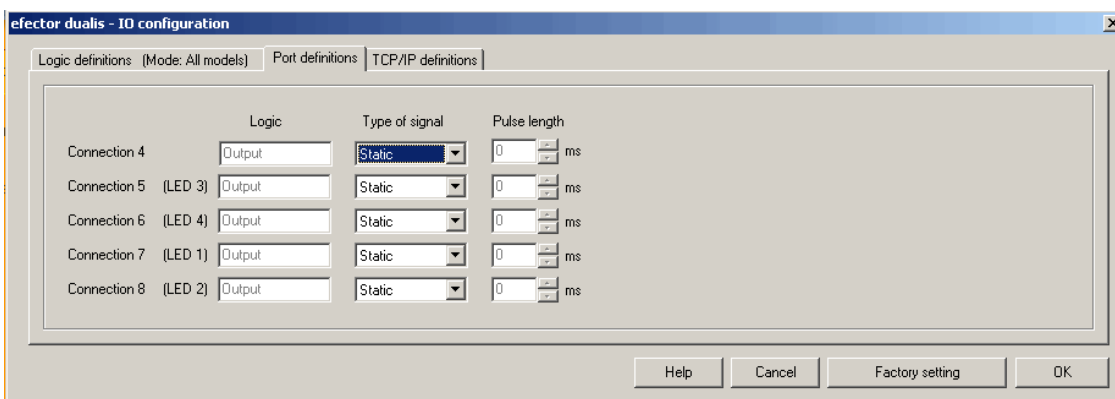 efector dualis - IO configuration
Logic definitions (Mode: All models) Port definitions TCP/IP definitions
Logic Type of signal Pulse length
Connection 4 Output Static 0 ms
Connection 5 (LED 3) Output Static 0 ms
Connection 6 (LED 4) Output Static 0 ms
Connection 7 (LED 1) Output Static 0 ms
Connection 8 (LED 2) Output Static 0 ms
Help Cancel Factory setting OK